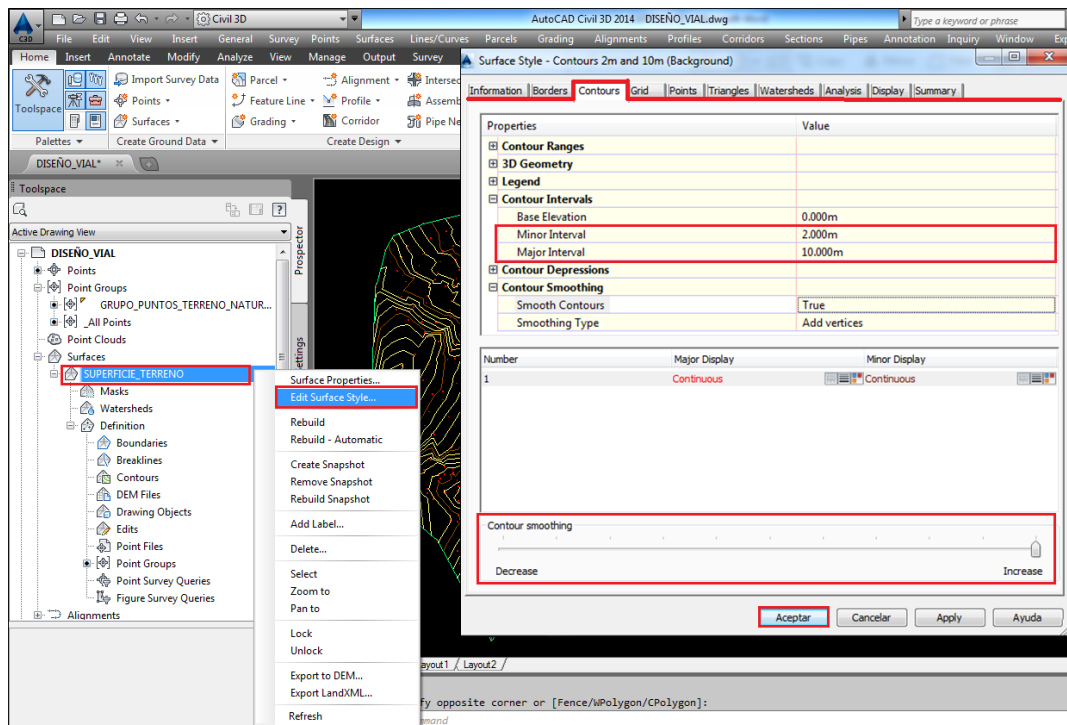 Civil 3D
AutoCAD Civil 3D 2014 DISEÑO_VIAL.dwg
Type a keyword or phrase
C3D
File Edit View Insert General Survey Points Surfaces Lines/Curves Parcels Grading Alignments Profiles Corridors Sections Pipes Annotation Inquiry Window
Home Insert Annotate Modify Analyze View Manage Output Survey
Toolspace
Import Survey Data
Points
Surfaces
Parcel
Feature Line
Grading
Alignment
Profile
Corridor
Intersec
Assemb
Pipe Ne
Palettes
Create Ground Data
Create Design
DISEÑO_VIAL*
Toolspace
Active Drawing View
Prospector
ettings
DISEÑO_VIAL
Points
Point Groups
GRUPO_PUNTOS_TERRENO_NATUR...
_All Points
Point Clouds
Surfaces
SUPERFICIE_TERRENO
Masks
Watersheds
Definition
Boundaries
Breaklines
Contours
DEM Files
Drawing Objects
Edits
Point Files
Point Groups
Point Survey Queries
Figure Survey Queries
Alignments
Surface Properties...
Edit Surface Style...
Rebuild
Rebuild - Automatic
Create Snapshot
Remove Snapshot
Rebuild Snapshot
Add Label...
Delete...
Select
Zoom to
Pan to
Lock
Unlock
Export to DEM...
Export LandXML...
Refresh
Surface Style - Contours 2m and 10m (Background)
Information Borders Contours Grid Points Triangles Watersheds Analysis Display Summary
Properties Value
Contour Ranges
3D Geometry
Legend
Contour Intervals
Base Elevation 0.000m
Minor Interval 2.000m
Major Interval 10.000m
Contour Depressions
Contour Smoothing
Smooth Contours True
Smoothing Type Add vertices
Number Major Display Minor Display
1 Continuous Continuous
Contour smoothing
Decrease Increase
Aceptar Cancelar Apply Ayuda
ayout1 Layout2
fy opposite corner or [Fence/WPolygon/CPolygon]:
mmand